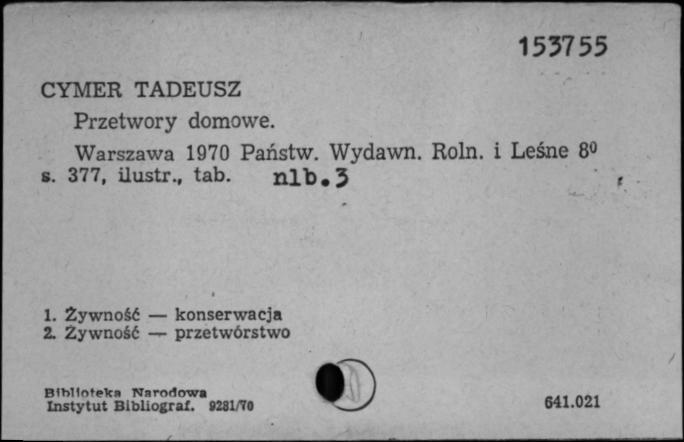 153755
CYMER TADEUSZ
Przetwory domowe.
Warszawa 1970 Państw. Wydawn. Roln. i Leśne 8⁰
s. 377, ilustr., tab. nlb.3
1. Żywność — konserwacja
2. Żywność — przetwórstwo
Biblioteka Narodowa
Instytut Bibliograf. 9281/70
641.021